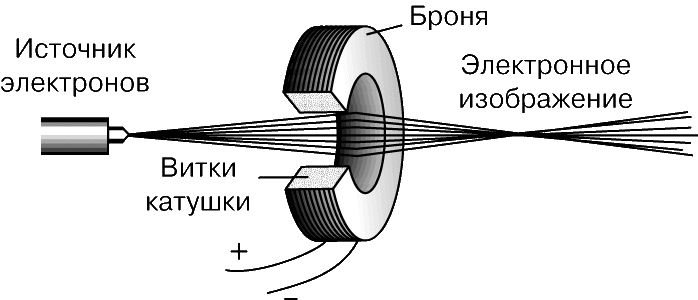 Броня
Источник
электронов
Электронное
изображение
Витки
катушки
+
–